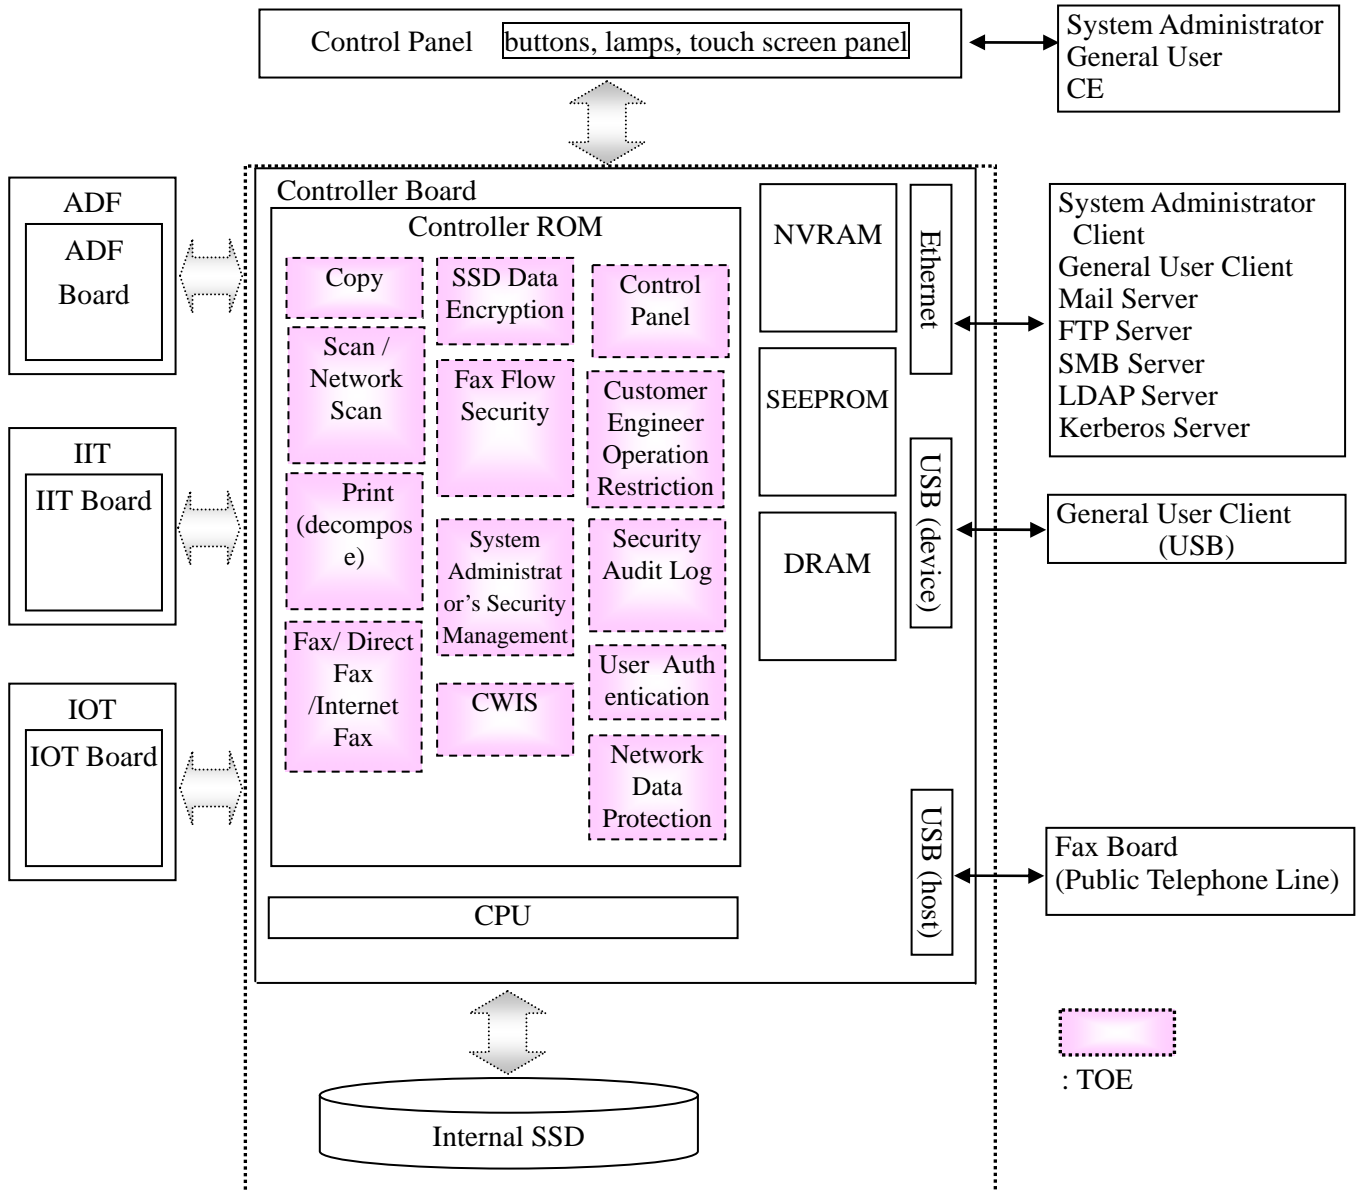 Control Panel
buttons, lamps, touch screen panel
System Administrator
General User
CE
ADF
ADF
Board
IIT
IIT Board
IOT
IOT Board
Controller Board
Controller ROM
Copy
Scan /
Network
Scan
Print
(decompos
e)
Fax/ Direct
Fax
/Internet
Fax
SSD Data
Encryption
Fax Flow
Security
System
Administrat
or’s Security
Management
CWIS
Control
Panel
Customer
Engineer
Operation
Restriction
Security
Audit Log
User Auth
entication
Network
Data
Protection
CPU
NVRAM
SEEPROM
DRAM
Ethernet
USB (device)
USB (host)
System Administrator
Client
General User Client
Mail Server
FTP Server
SMB Server
LDAP Server
Kerberos Server
General User Client
(USB)
Fax Board
(Public Telephone Line)
Internal SSD
: TOE